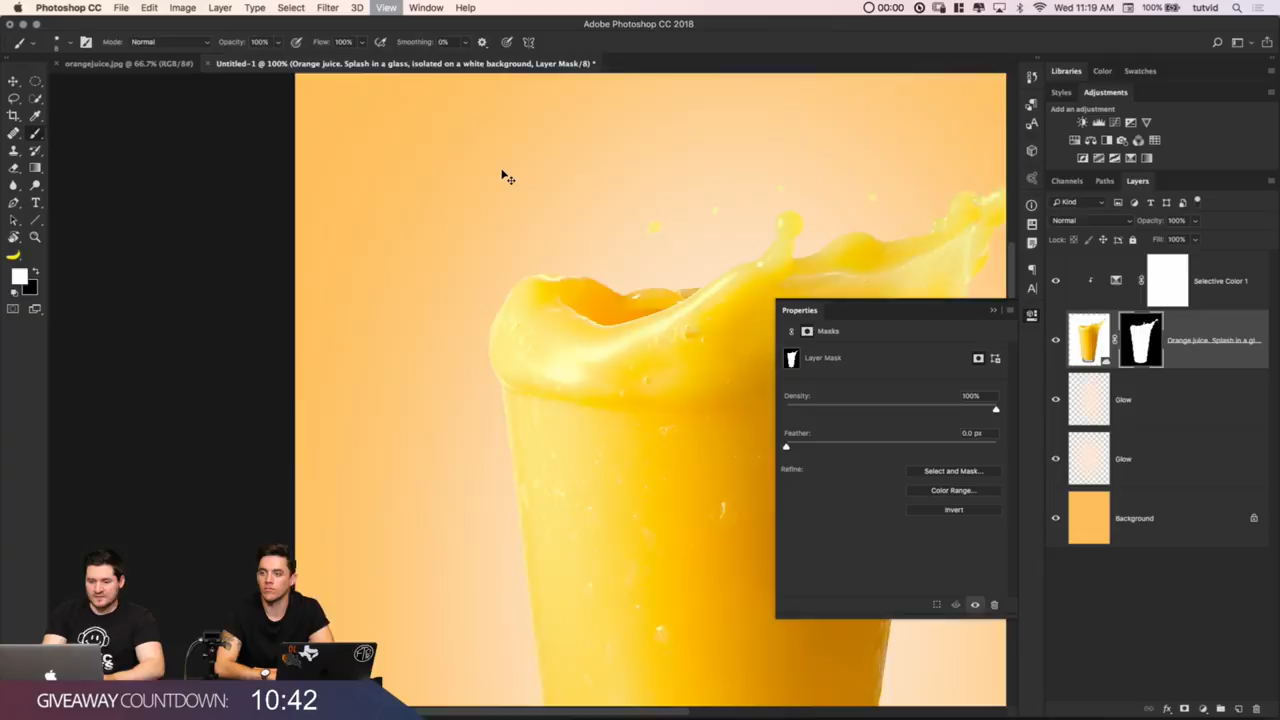 Photoshop CC File Edit Image Layer Type Select Filter 3D View Window Help 00:00 100% Wed 11:19 AM tutvid
Adobe Photoshop CC 2018
Mode: Normal Opacity: 100% Flow: 100% Smoothing: 0%
orangejuice.jpg @ 66.7% (RGB/8#) Untitled-1 @ 100% (Orange juice. Splash in a glass, isolated on a white background, Layer Mask/8) *
Libraries Color Swatches
Styles Adjustments
Add an adjustment
Channels Paths Layers
Kind
Normal Opacity: 100%
Lock: Fill: 100%
Selective Color 1
Orange juice. Splash in a gl...
Glow
Glow
Background
Properties
Masks
Layer Mask
Density: 100%
Feather: 0.0 px
Refine: Select and Mask...
Color Range...
Invert
GIVEAWAY COUNTDOWN: 10:42